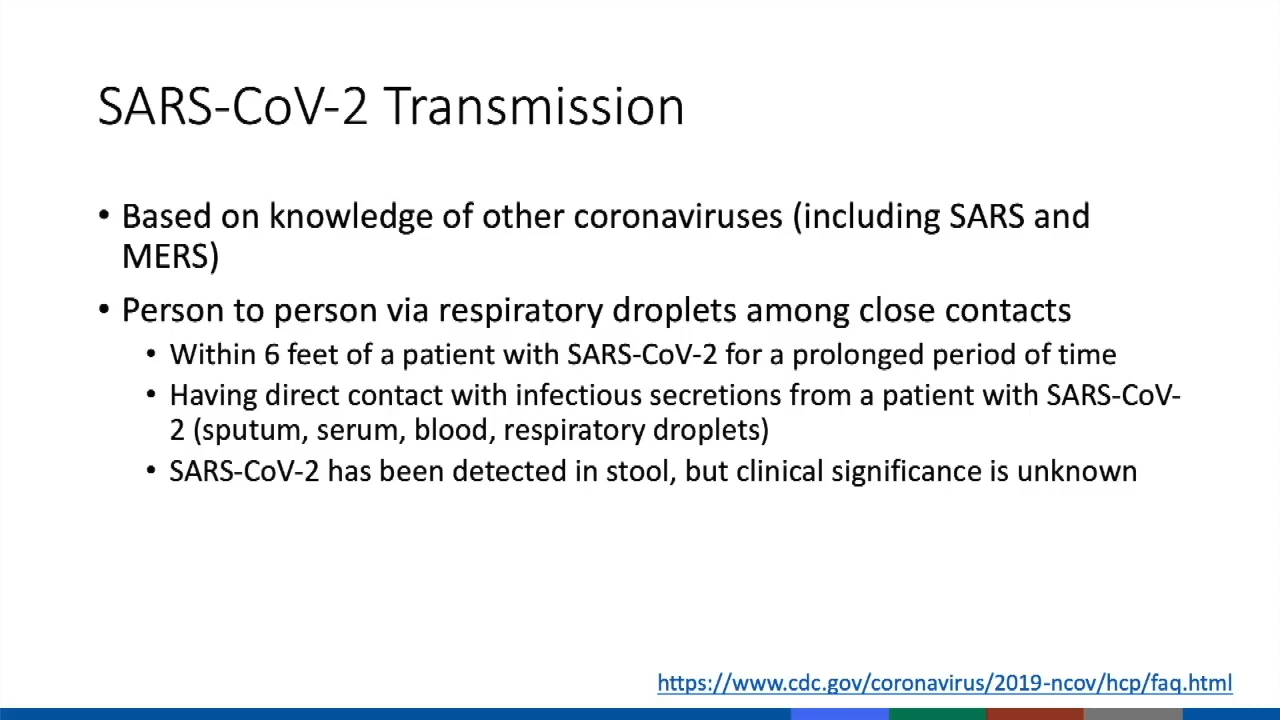 SARS-CoV-2 Transmission
• Based on knowledge of other coronaviruses (including SARS and
MERS)
• Person to person via respiratory droplets among close contacts
• Within 6 feet of a patient with SARS-CoV-2 for a prolonged period of time
• Having direct contact with infectious secretions from a patient with SARS-CoV-
2 (sputum, serum, blood, respiratory droplets)
• SARS-CoV-2 has been detected in stool, but clinical significance is unknown
https://www.cdc.gov/coronavirus/2019-ncov/hcp/faq.html